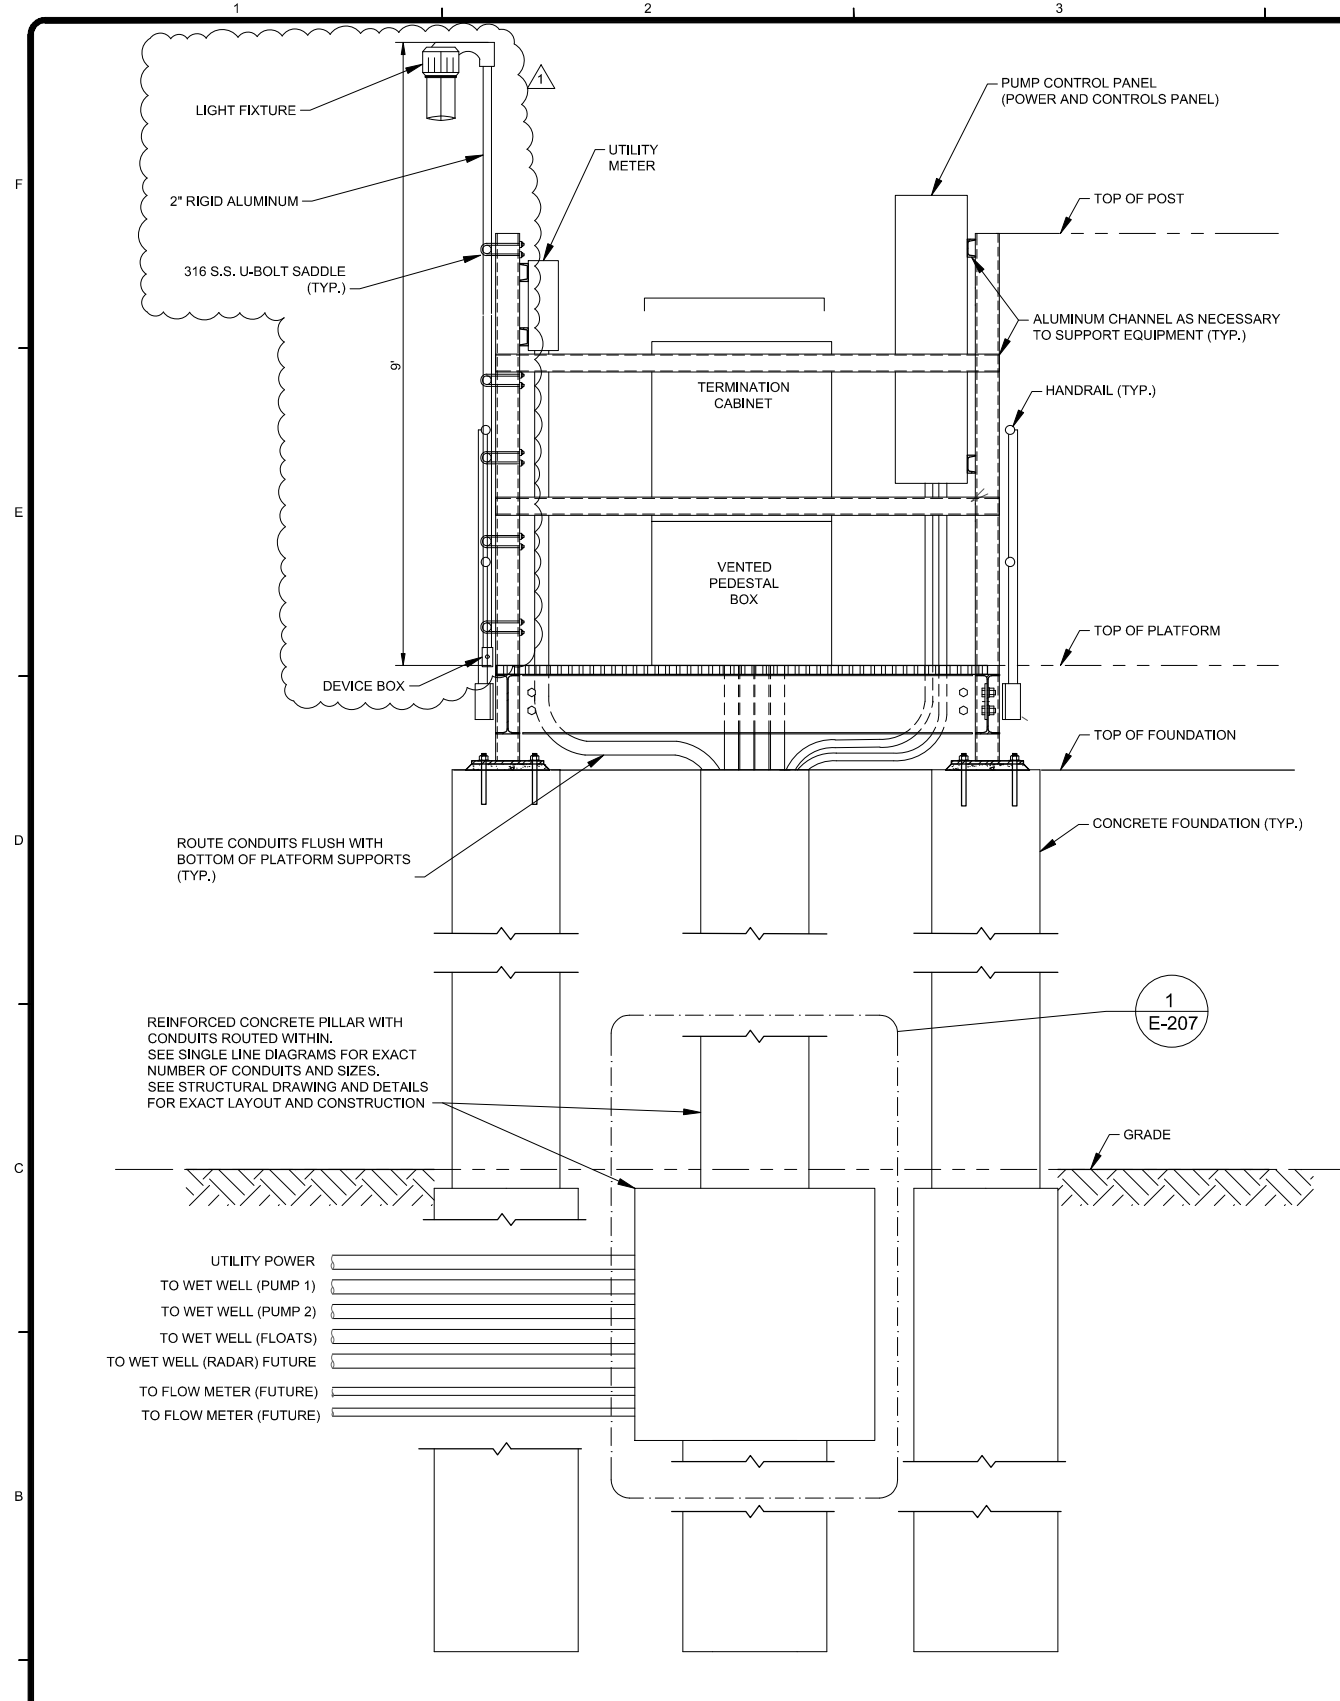 1 2 3
LIGHT FIXTURE
1
PUMP CONTROL PANEL
(POWER AND CONTROLS PANEL)
UTILITY
METER
F
2" RIGID ALUMINUM
TOP OF POST
316 S.S. U-BOLT SADDLE
(TYP.)
ALUMINUM CHANNEL AS NECESSARY
TO SUPPORT EQUIPMENT (TYP.)
9'
TERMINATION
CABINET
HANDRAIL (TYP.)
E
VENTED
PEDESTAL
BOX
TOP OF PLATFORM
DEVICE BOX
TOP OF FOUNDATION
D
CONCRETE FOUNDATION (TYP.)
ROUTE CONDUITS FLUSH WITH
BOTTOM OF PLATFORM SUPPORTS
(TYP.)
1
E-207
REINFORCED CONCRETE PILLAR WITH
CONDUITS ROUTED WITHIN.
SEE SINGLE LINE DIAGRAMS FOR EXACT
NUMBER OF CONDUITS AND SIZES.
SEE STRUCTURAL DRAWING AND DETAILS
FOR EXACT LAYOUT AND CONSTRUCTION
GRADE
C
UTILITY POWER
TO WET WELL (PUMP 1)
TO WET WELL (PUMP 2)
TO WET WELL (FLOATS)
TO WET WELL (RADAR) FUTURE
TO FLOW METER (FUTURE)
TO FLOW METER (FUTURE)
B